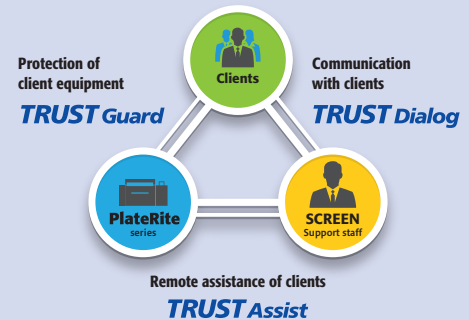 Clients
Protection of
client equipment
TRUST Guard
Communication
with clients
TRUST Dialog
PlateRite
series
SCREEN
Support staff
Remote assistance of clients
TRUST Assist